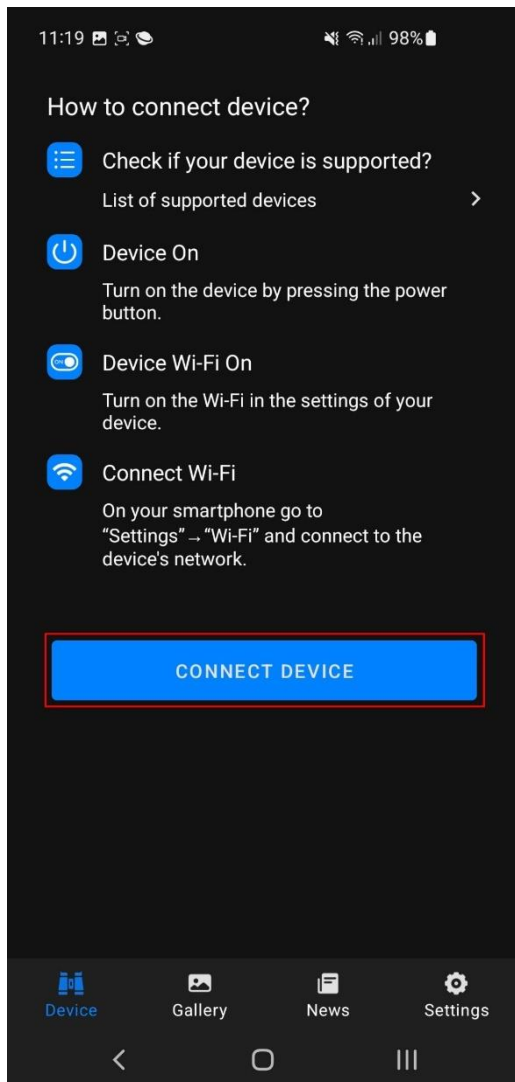 11:19 98%
How to connect device?
Check if your device is supported?
List of supported devices
Device On
Turn on the device by pressing the power
button.
Device Wi-Fi On
Turn on the Wi-Fi in the settings of your
device.
Connect Wi-Fi
On your smartphone go to
“Settings”→“Wi-Fi” and connect to the
device's network.
CONNECT DEVICE
Device Gallery News Settings